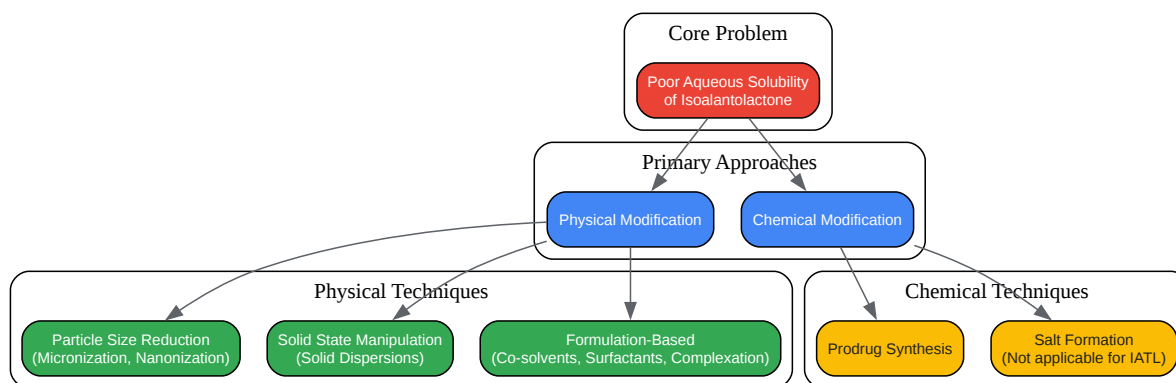 Core Problem
Poor Aqueous Solubility
of Isoalantolactone
Primary Approaches
Physical Modification
Chemical Modification
Physical Techniques
Particle Size Reduction
(Micronization, Nanonization)
Solid State Manipulation
(Solid Dispersions)
Formulation-Based
(Co-solvents, Surfactants, Complexation)
Chemical Techniques
Prodrug Synthesis
Salt Formation
(Not applicable for IATL)